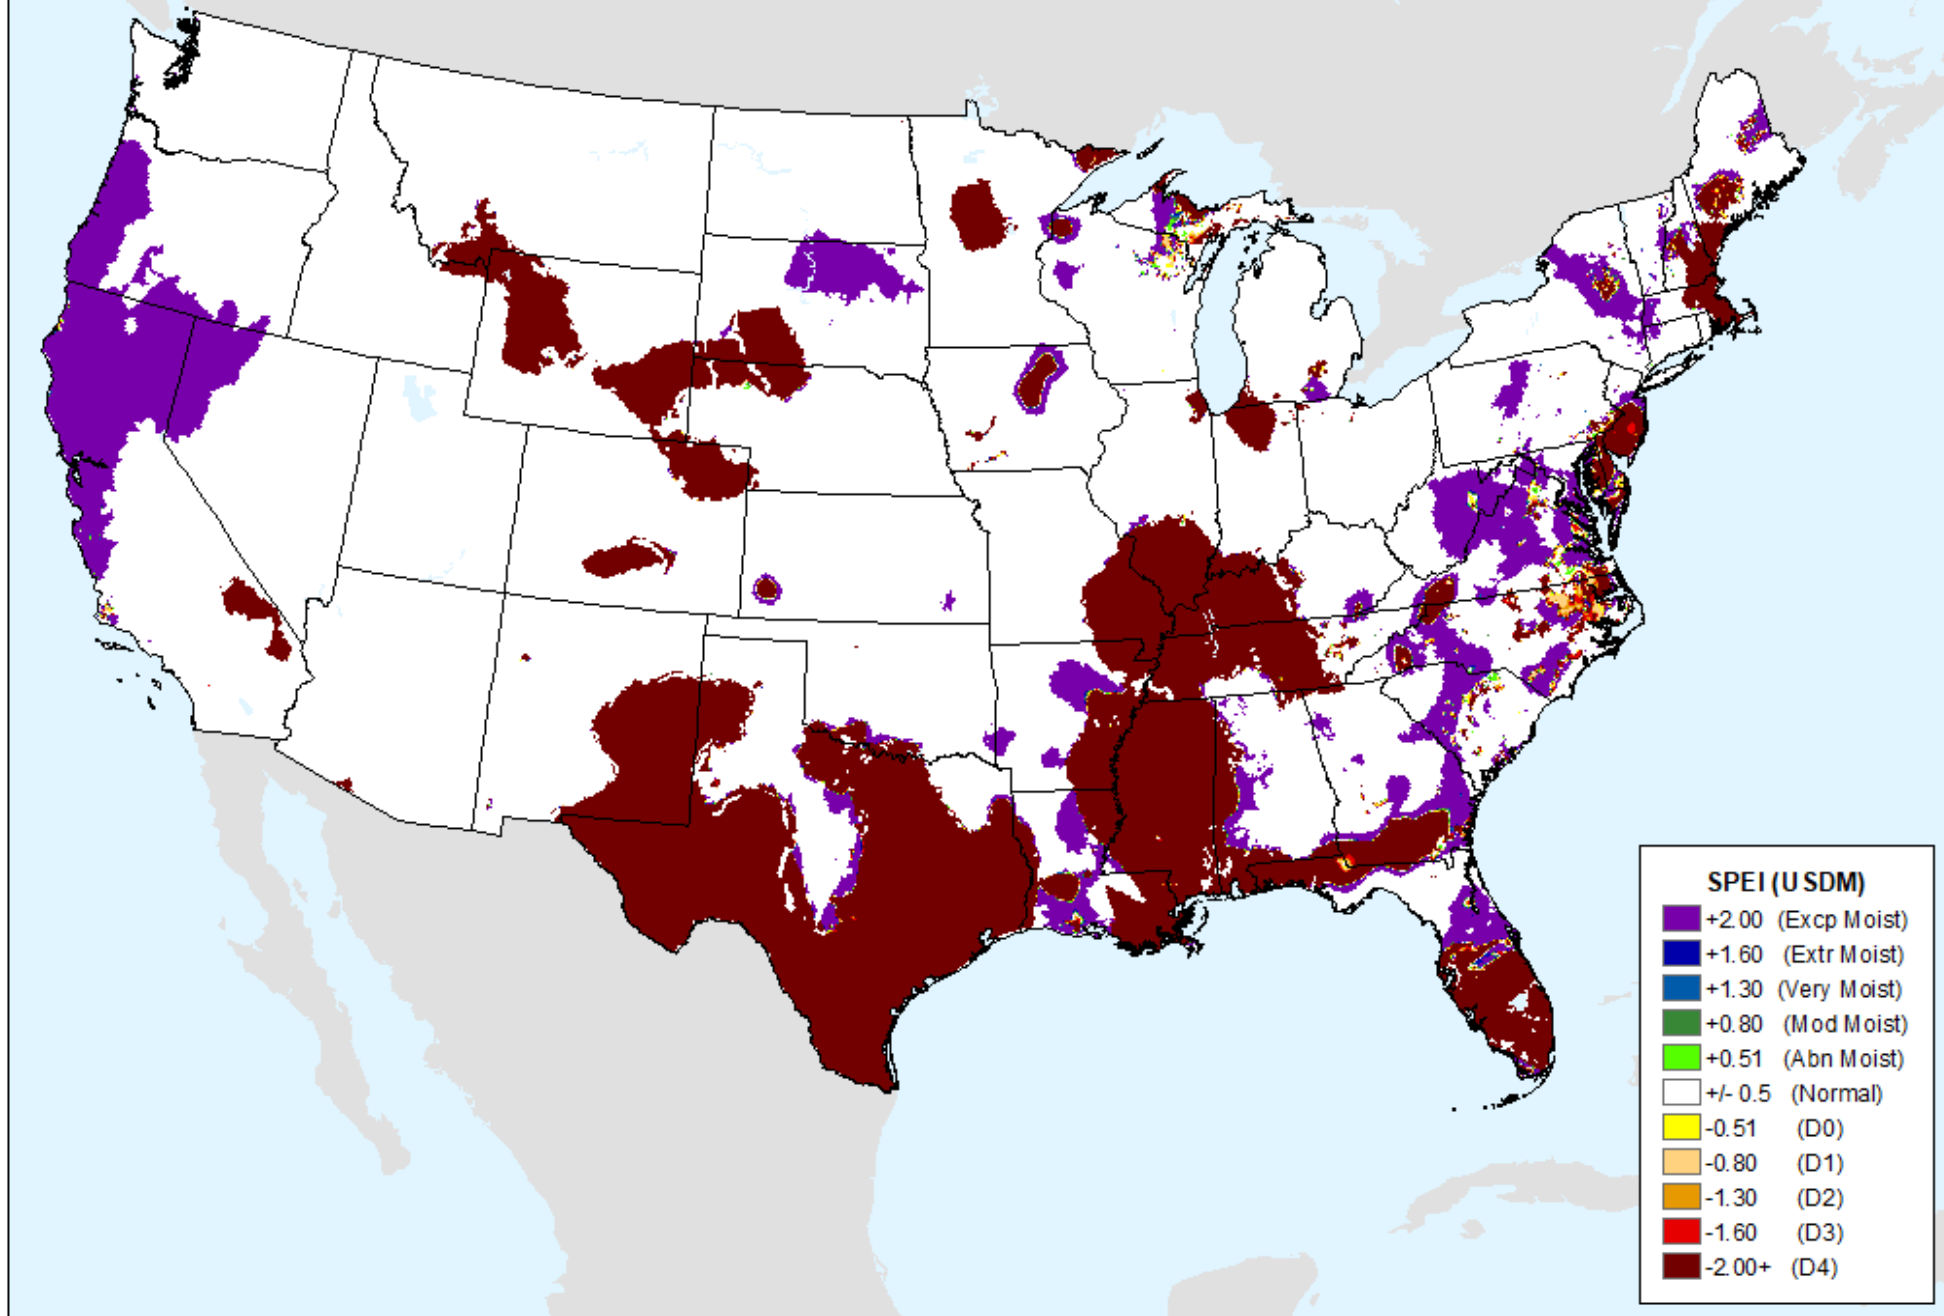 SPEI (USDM)
+2.00 (Excp Moist)
+1.60 (Extr Moist)
+1.30 (Very Moist)
+0.80 (Mod Moist)
+0.51 (Abn Moist)
+/- 0.5 (Normal)
-0.51 (D0)
-0.80 (D1)
-1.30 (D2)
-1.60 (D3)
-2.00+ (D4)